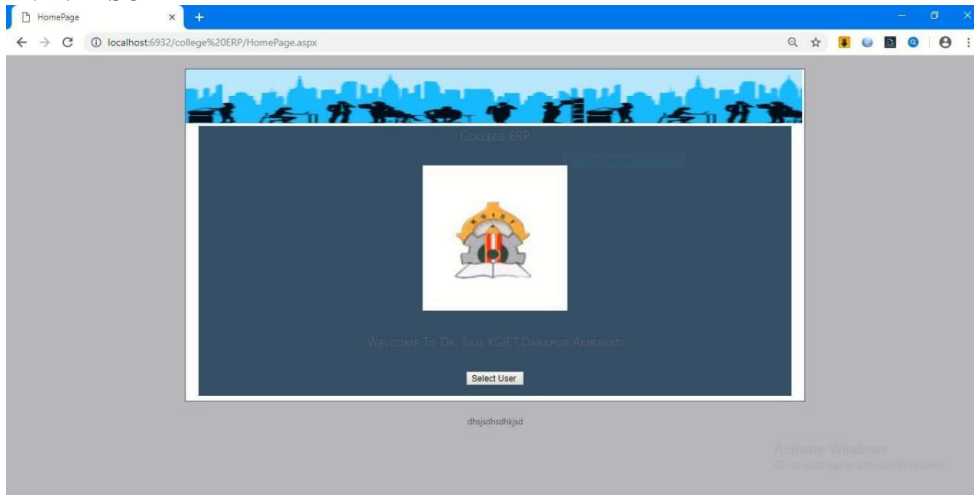 HomePage
localhost:6932/college%20ERP/HomePage.aspx
College ERP
KGIET
Welcome To Dr. Sau. KGIET,Darapur,Amravati
Select User
dhsjsdhsdhkjsd
Activate Windows
Go to Settings to activate Windows.